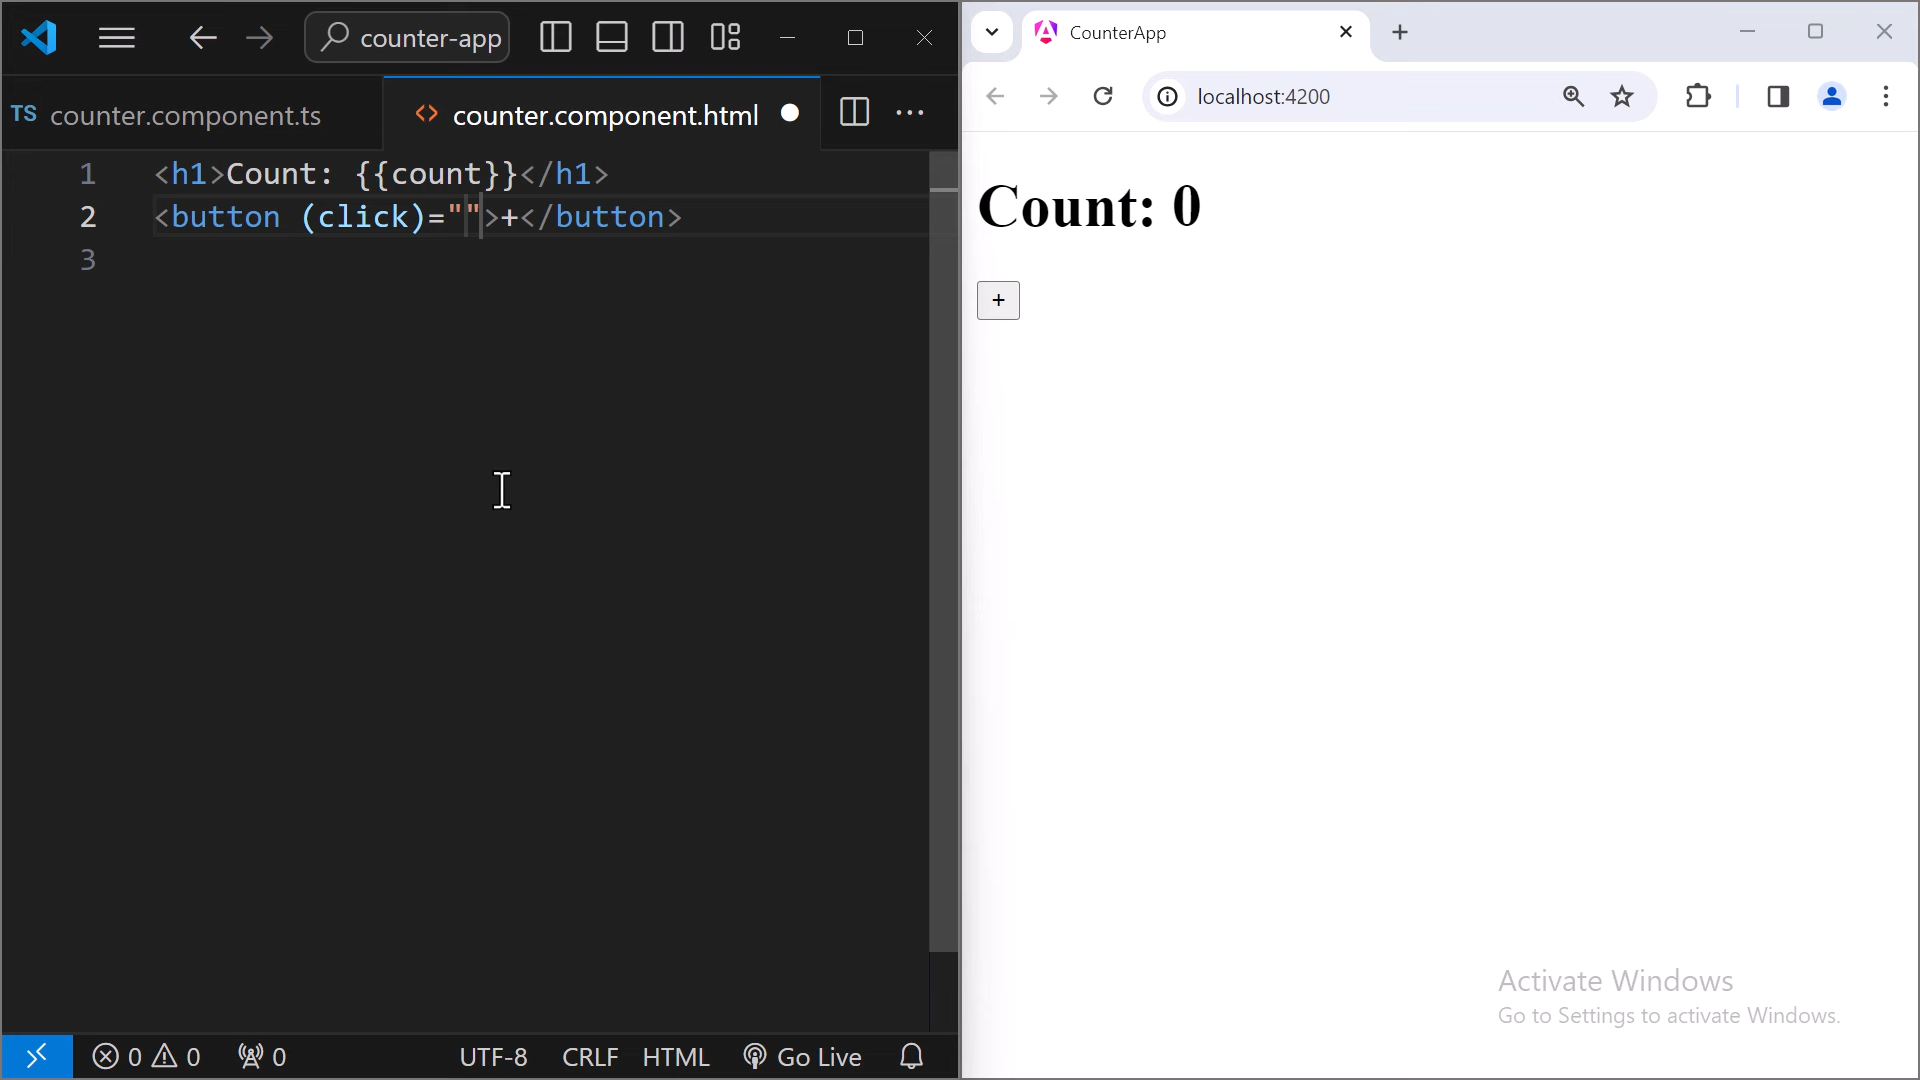 counter-app
TS counter.component.ts
<> counter.component.html
1 <h1>Count: {{count}}</h1>
2 <button (click)="">+</button>
3
0 0 0
UTF-8 CRLF HTML Go Live
CounterApp
localhost:4200
Count: 0
+
Activate Windows
Go to Settings to activate Windows.